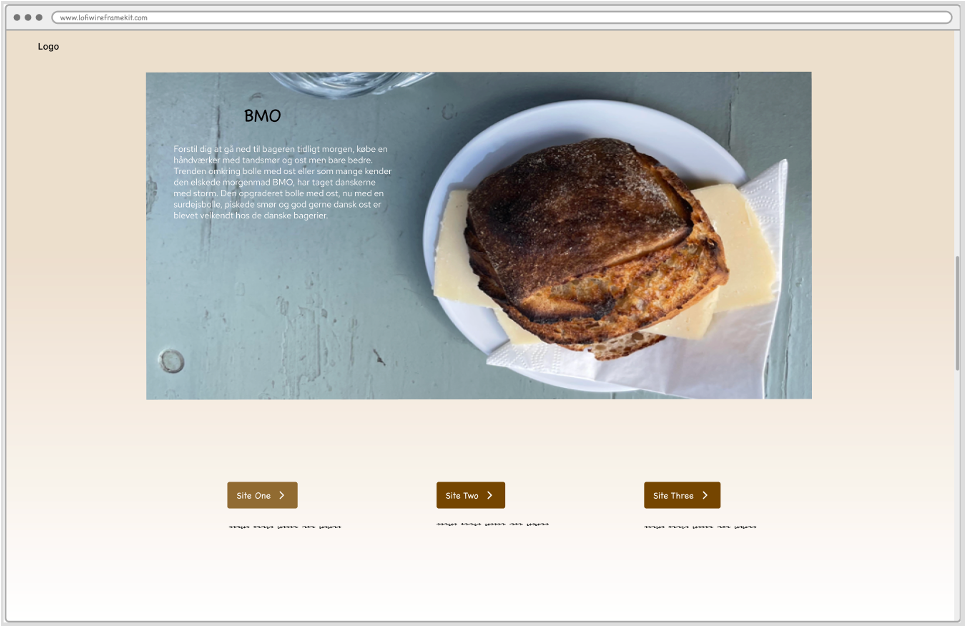 www.lofiwireframekit.com
Logo
BMO
Forstil dig at gå ned til bageren tidligt morgen, købe en
håndværker med tandsmør og ost men bare bedre.
Trenden omkring bolle med ost eller som mange kender
den elskede morgenmad BMO, har taget danskerne
med storm. Den opgraderet bolle med ost, nu med en
surdejsbolle, piskede smør og god gerne dansk ost er
blevet velkendt hos de danske bagerier.
Site One
Site Two
Site Three